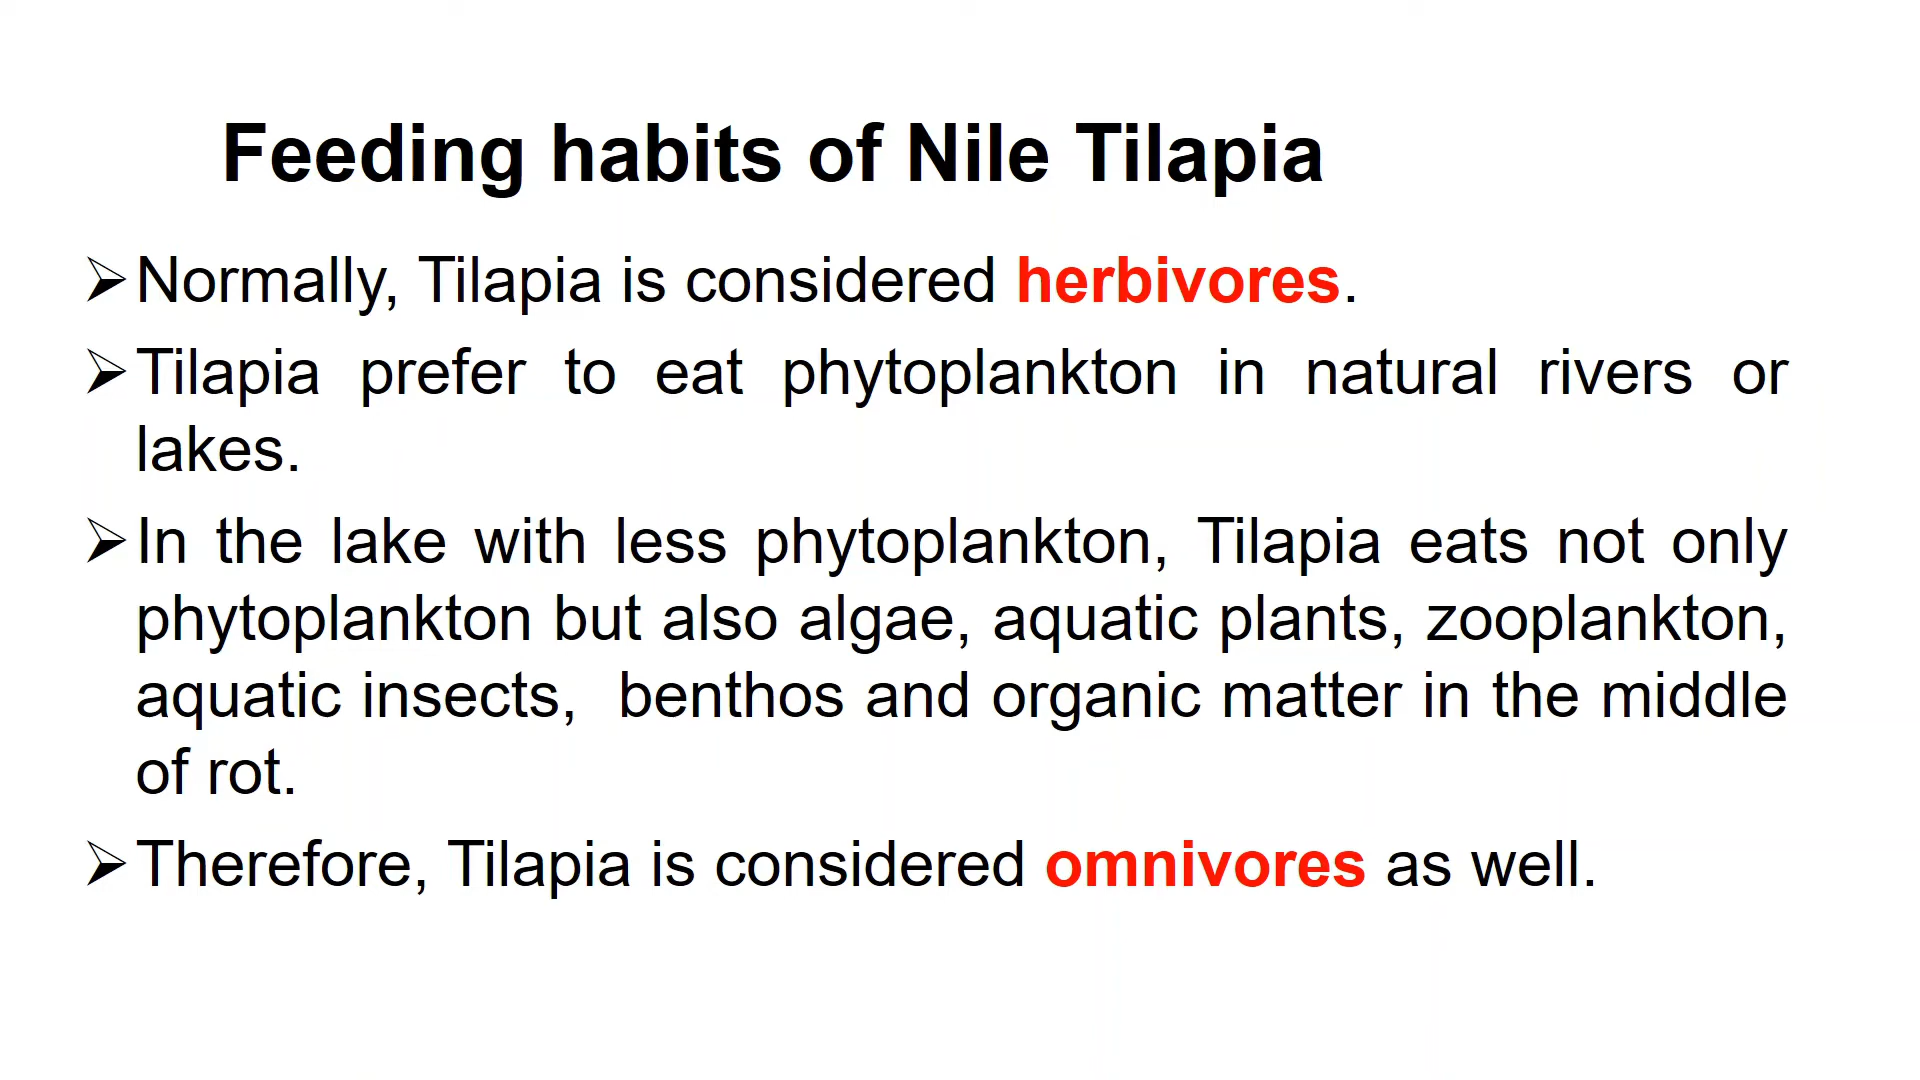 Feeding habits of Nile Tilapia
➢Normally, Tilapia is considered herbivores.
➢Tilapia prefer to eat phytoplankton in natural rivers or
lakes.
➢In the lake with less phytoplankton, Tilapia eats not only
phytoplankton but also algae, aquatic plants, zooplankton,
aquatic insects,  benthos and organic matter in the middle
of rot.
➢Therefore, Tilapia is considered omnivores as well.